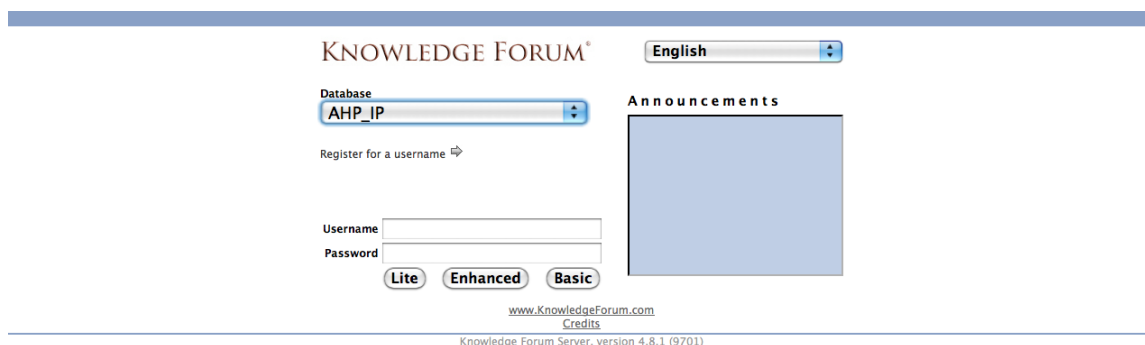 KNOWLEDGE FORUM®
English
Database
AHP_IP
Announcements
Register for a username ⇨
Username
Password
Lite Enhanced Basic
www.KnowledgeForum.com
Credits
Knowledge Forum Server, version 4.8.1 (9701)